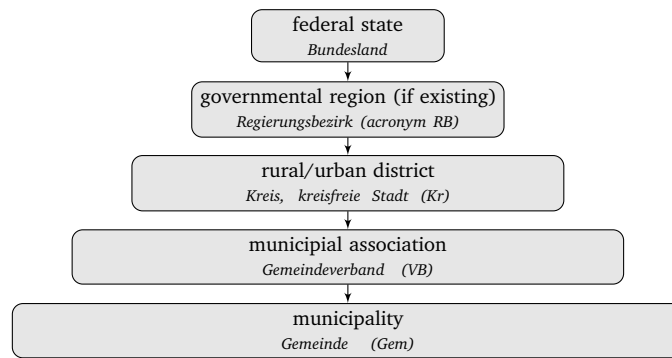 federal state
Bundesland
governmental region (if existing)
Regierungsbezirk (acronym RB)
rural/urban district
Kreis, kreisfreie Stadt (Kr)
municipial association
Gemeindeverband (VB)
municipality
Gemeinde (Gem)